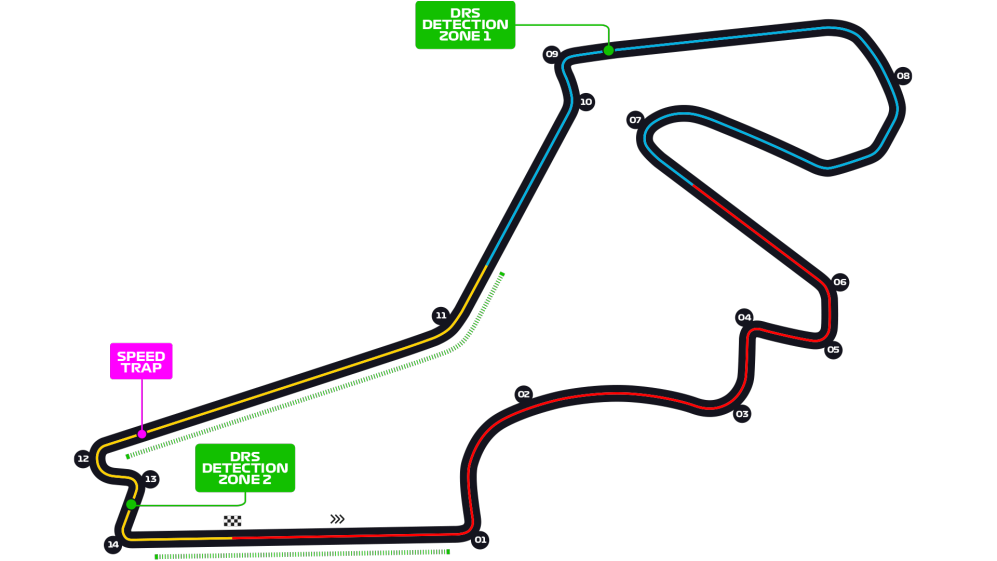 DRS
DETECTION
ZONE 1
09
08
10
07
06
11
04
05
SPEED
TRAP
02
03
12
DRS
DETECTION
ZONE 2
13
14
01